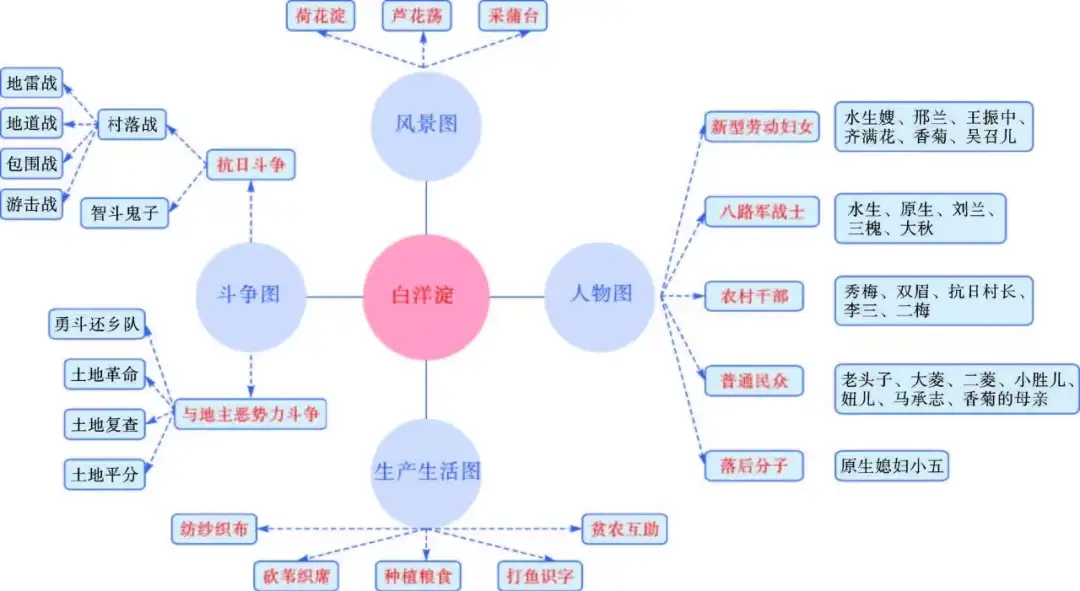 荷花淀
芦花荡
采蒲台
风景图
地雷战
地道战
包围战
游击战
村落战
智斗鬼子
抗日斗争
斗争图
白洋淀
人物图
勇斗还乡队
土地革命
土地复查
土地平分
与地主恶势力斗争
生产生活图
纺纱织布
砍苇织席
种植粮食
打鱼识字
贫农互助
新型劳动妇女
水生嫂、邢兰、王振中、
齐满花、香菊、吴召儿
八路军战士
水生、原生、刘兰、
三槐、大秋
农村干部
秀梅、双眉、抗日村长、
李三、二梅
普通民众
老头子、大菱、二菱、小胜儿、
妞儿、马承志、香菊的母亲
落后分子
原生媳妇小五